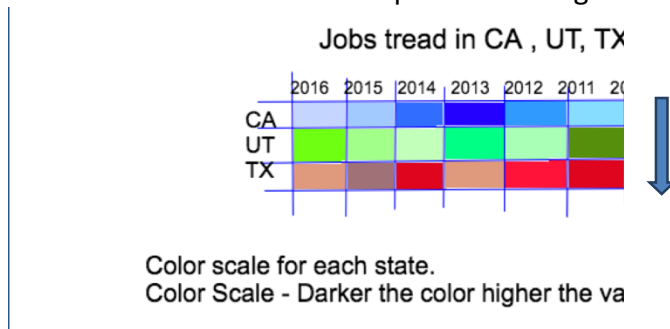 Jobs tread in CA , UT, TX
2016 2015 2014 2013 2012 2011 20
CA
UT
TX
Color scale for each state.
Color Scale - Darker the color higher the va